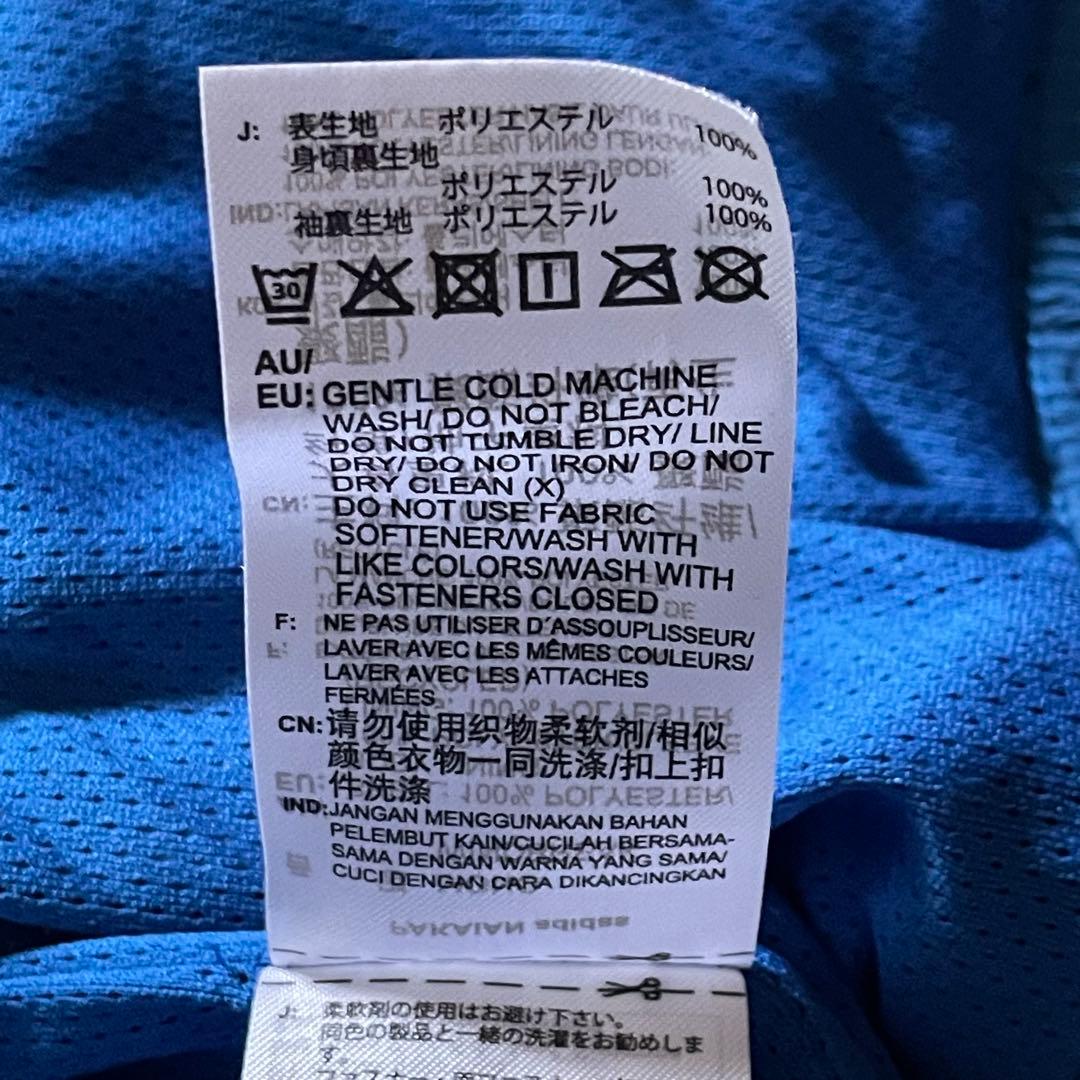 J: 表生地 ポリエステル 100%
身頃裏生地
ポリエステル 100%
袖裏生地 ポリエステル 100%
30
AU/
EU: GENTLE COLD MACHINE
WASH/ DO NOT BLEACH/
DO NOT TUMBLE DRY/ LINE
DRY/ DO NOT IRON/ DO NOT
DRY CLEAN (X)
DO NOT USE FABRIC
SOFTENER/WASH WITH
LIKE COLORS/WASH WITH
FASTENERS CLOSED
F: NE PAS UTILISER D´ASSOUPLISSEUR/
LAVER AVEC LES MÊMES COULEURS/
LAVER AVEC LES ATTACHES
FERMÉES
CN: 请勿使用织物柔软剂/相似
颜色衣物一同洗涤/扣上扣
件洗涤
IND: JANGAN MENGGUNAKAN BAHAN
PELEMBUT KAIN/CUCILAH BERSAMA-
SAMA DENGAN WARNA YANG SAMA/
CUCI DENGAN CARA DIKANCINGKAN
PAKAIAN adidas
J: 柔軟剤の使用はお避け下さい。
同色の製品と一緒の洗濯をお勧めしま
す。